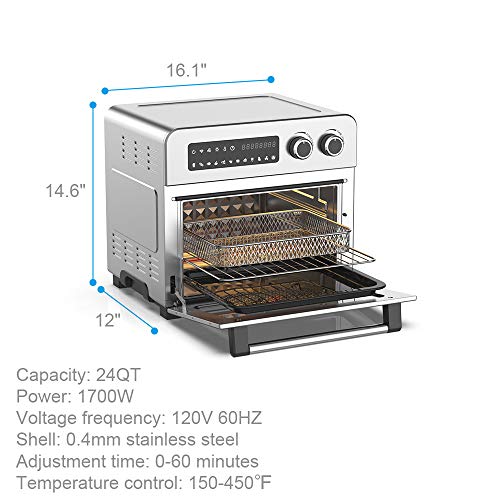 16.1"
14.6"
12"
Capacity: 24QT
Power: 1700W
Voltage frequency: 120V 60HZ
Shell: 0.4mm stainless steel
Adjustment time: 0-60 minutes
Temperature control: 150-450℉